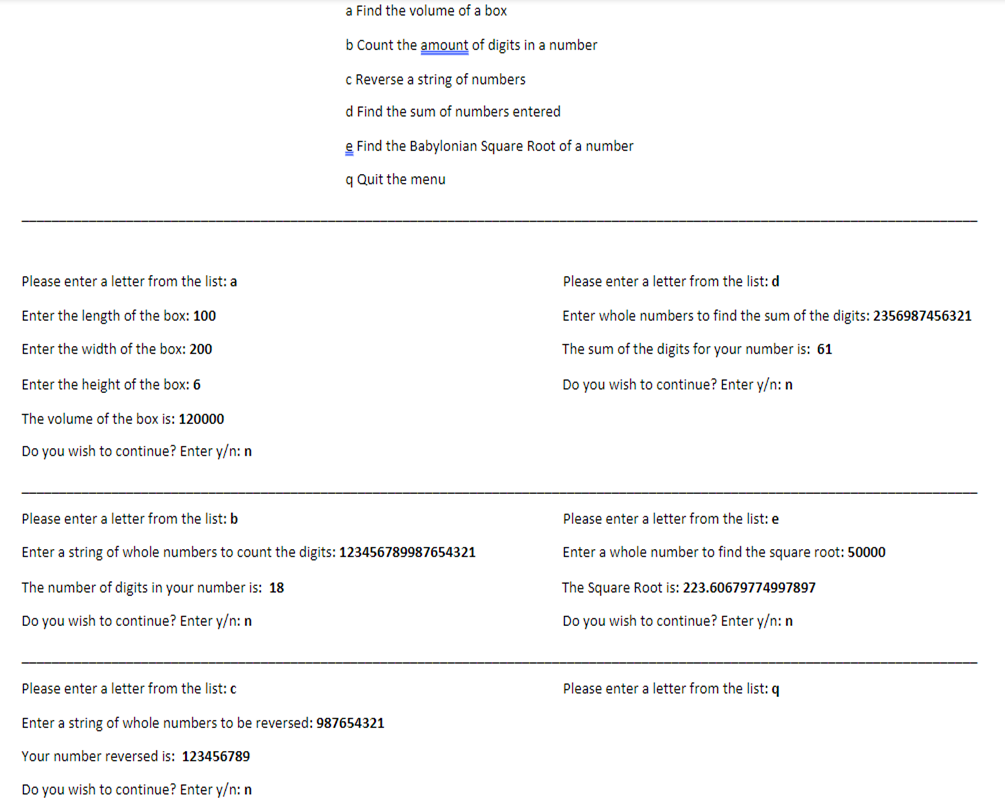 a Find the volume of a box
b Count the amount of digits in a number
c Reverse a string of numbers
d Find the sum of numbers entered
e Find the Babylonian Square Root of a number
q Quit the menu
Please enter a letter from the list: a
Enter the length of the box: 100
Enter the width of the box: 200
Enter the height of the box: 6
The volume of the box is: 120000
Do you wish to continue? Enter y/n: n
Please enter a letter from the list: d
Enter whole numbers to find the sum of the digits: 2356987456321
The sum of the digits for your number is: 61
Do you wish to continue? Enter y/n: n
Please enter a letter from the list: b
Enter a string of whole numbers to count the digits: 123456789987654321
The number of digits in your number is: 18
Do you wish to continue? Enter y/n: n
Please enter a letter from the list: e
Enter a whole number to find the square root: 50000
The Square Root is: 223.60679774997897
Do you wish to continue? Enter y/n: n
Please enter a letter from the list: c
Enter a string of whole numbers to be reversed: 987654321
Your number reversed is: 123456789
Do you wish to continue? Enter y/n: n
Please enter a letter from the list: q